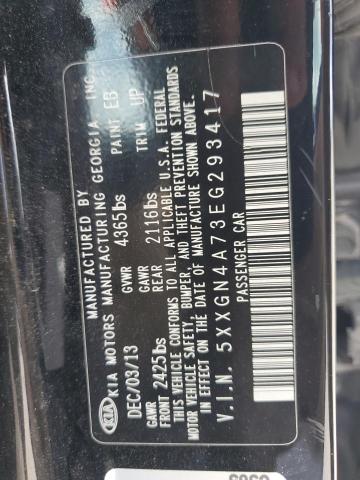 KIA
MANUFACTURED BY
KIA MOTORS MANUFACTURING GEORGIA INC.
DEC/03/13 GVWR 4365lbs PAINT EB
GAWR FRONT 2425lbs GAWR REAR 2116lbs TRIM UP
THIS VEHICLE CONFORMS TO ALL APPLICABLE U.S.A. FEDERAL
MOTOR VEHICLE SAFETY, BUMPER, AND THEFT PREVENTION STANDARDS
IN EFFECT ON THE DATE OF MANUFACTURE SHOWN ABOVE.
V.I.N. 5XXGN4A73EG293417
PASSENGER CAR